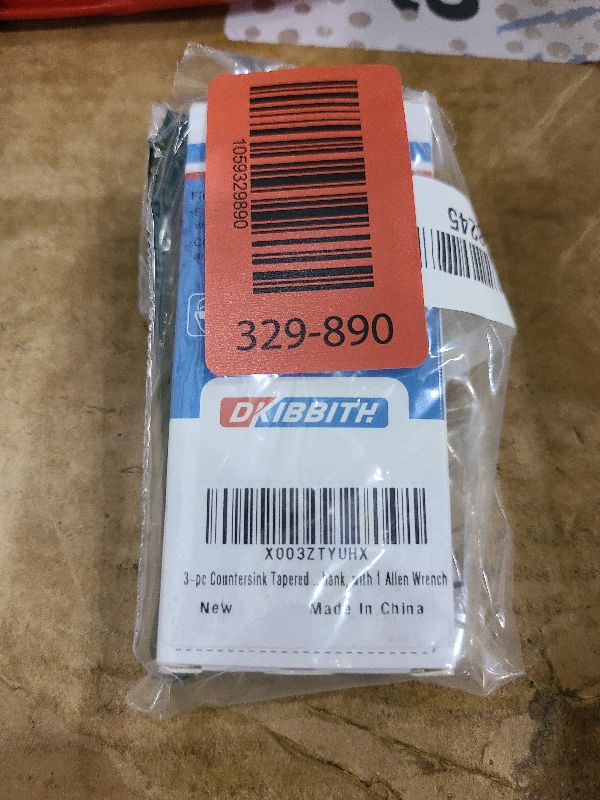 1059329890
329-890
245
DKIBBITH
X003ZTYUHX
3-pc Countersink Tapered ... hank, with 1 Allen Wrench
New Made In China